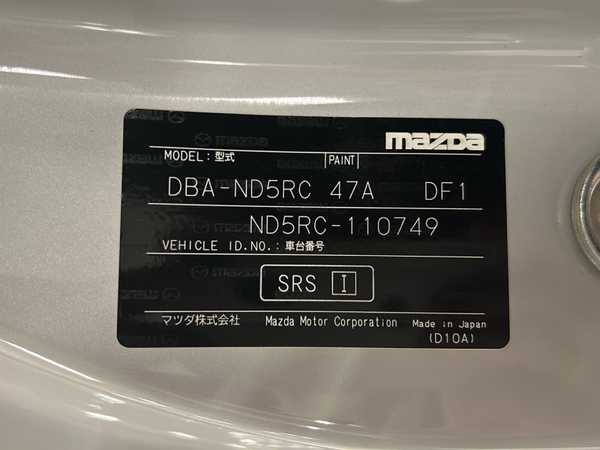 mazda
MODEL: 型式 PAINT
DBA-ND5RC 47A DF1
ND5RC-110749
VEHICLE ID.NO.: 車台番号
SRS I
マツダ株式会社 Mazda Motor Corporation Made in Japan
(D10A)